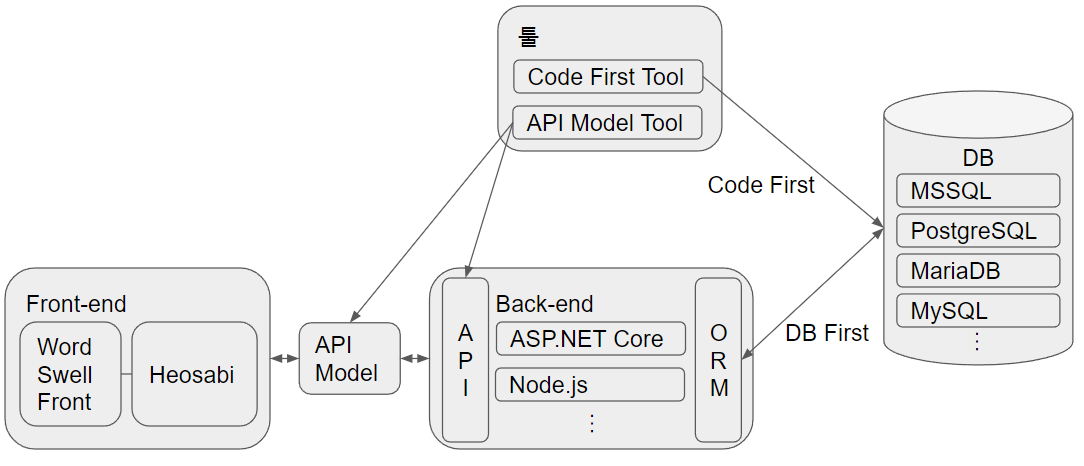 툴
Code First Tool
API Model Tool
Code First
DB
MSSQL
PostgreSQL
MariaDB
MySQL
⋮
DB First
Front-end
Word
Swell
Front
Heosabi
API
Model
A
P
I
Back-end
ASP.NET Core
Node.js
⋮
O
R
M